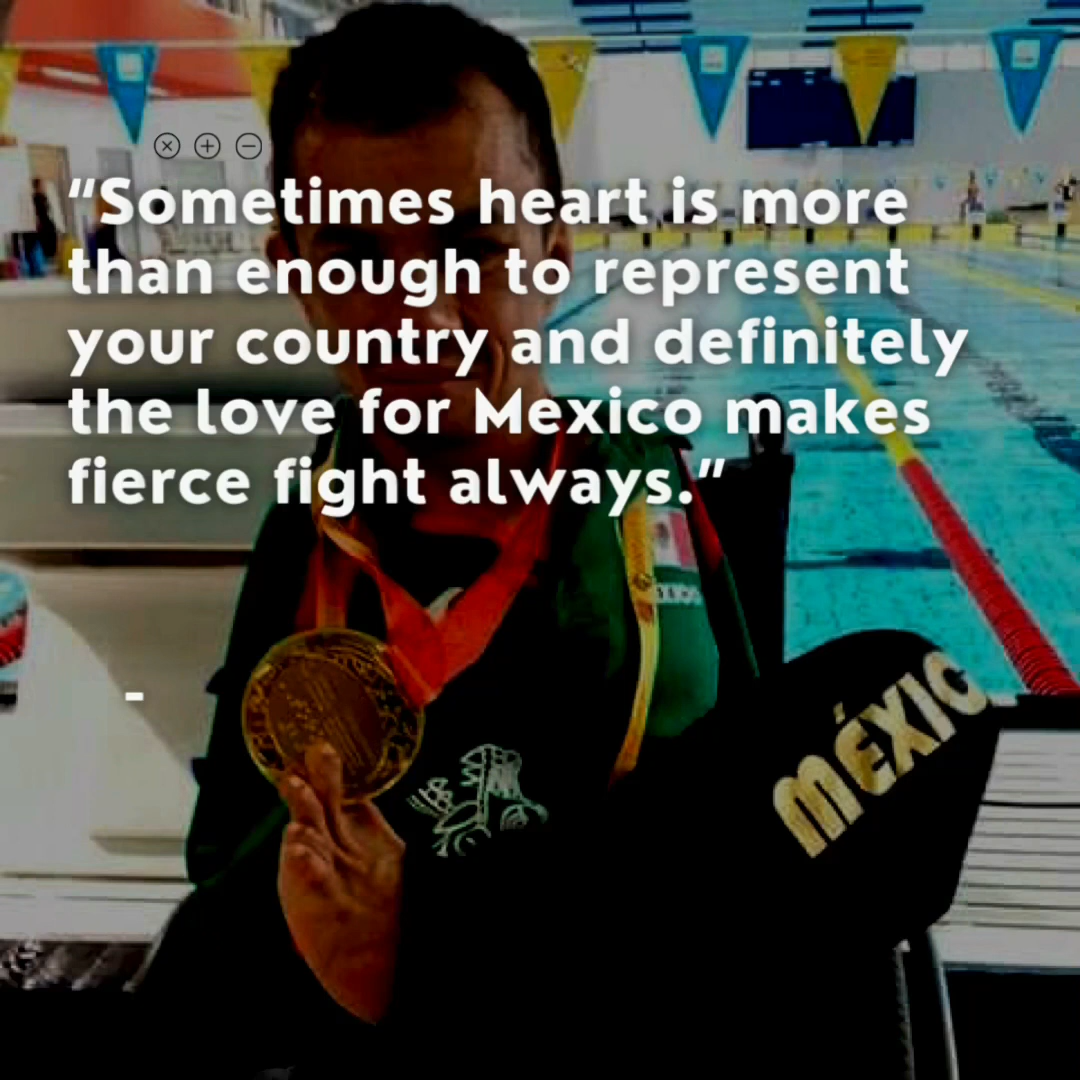 “Sometimes heart is more
than enough to represent
your country and definitely
the love for Mexico makes
fierce fight always.”
-
MÉXIC